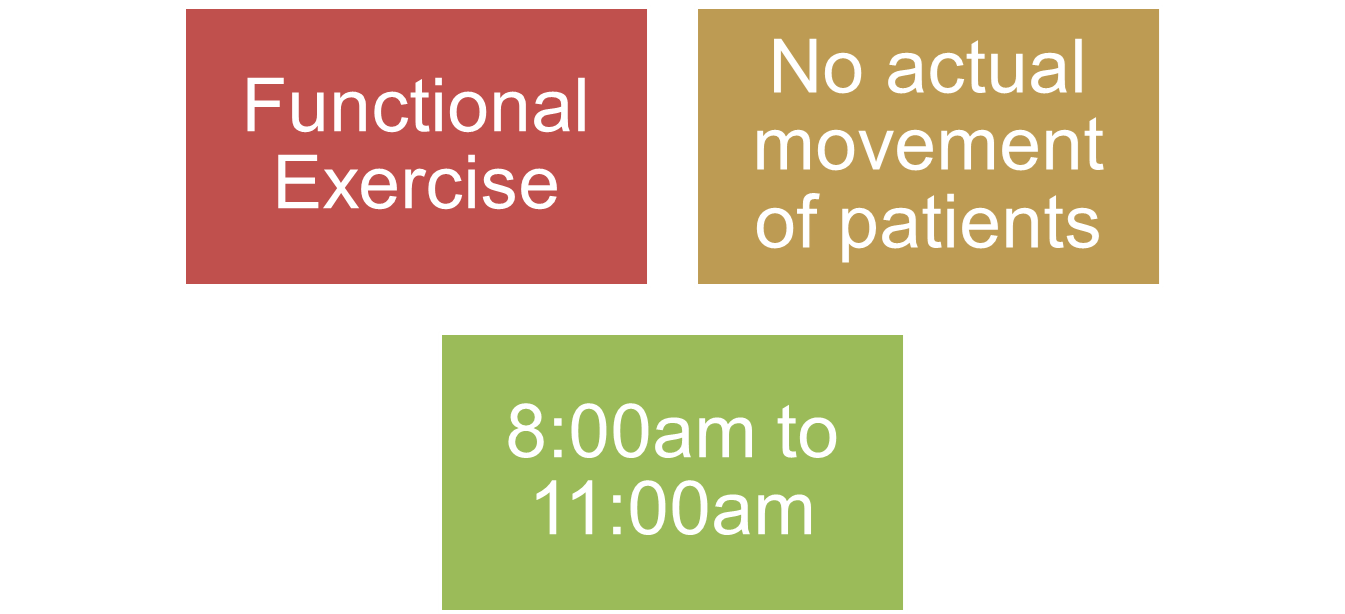 Functional
Exercise
No actual
movement
of patients
8:00am to
11:00am